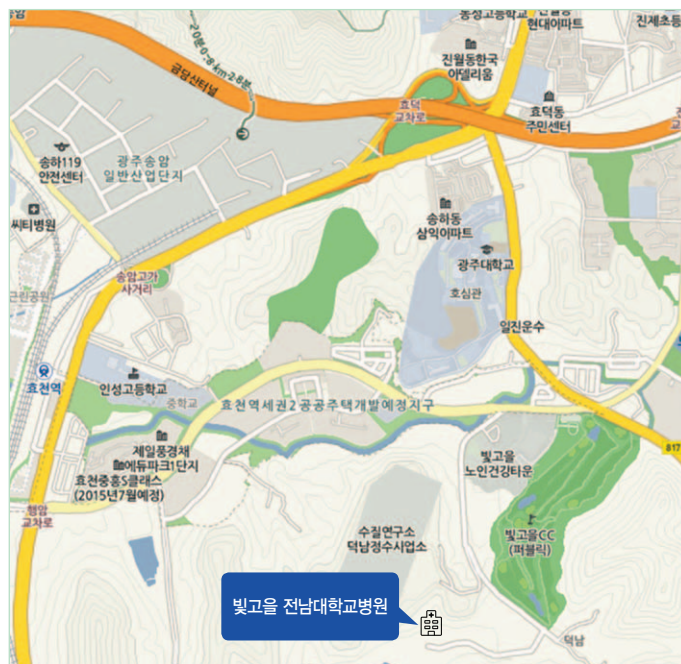 동성고등학교
현대아파트
진제초등
진월동한국
아델리움
금당산터널
효덕
교차로
효덕동
주민센터
송하119
안전센터
광주송암
일반산업단지
씨티병원
송하동
삼익아파트
광주대학교
호심관
송암고가
사거리
근린공원
일진운수
효천역
인성고등학교
중학교
효천역세권2공공주택개발예정지구
817
제일풍경채
에듀파크1단지
효천중흥S클래스
(2015년7월예정)
빛고을
노인건강타운
행암
교차로
수질연구소
덕남정수사업소
빛고을CC
(퍼블릭)
빛고을 전남대학교병원
덕남